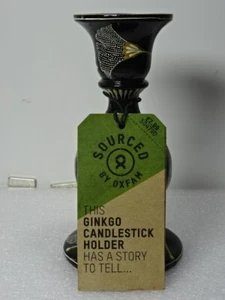 SOURCED
BY OXFAM
THIS
GINKGO
CANDLESTICK
HOLDER
HAS A STORY
TO TELL...